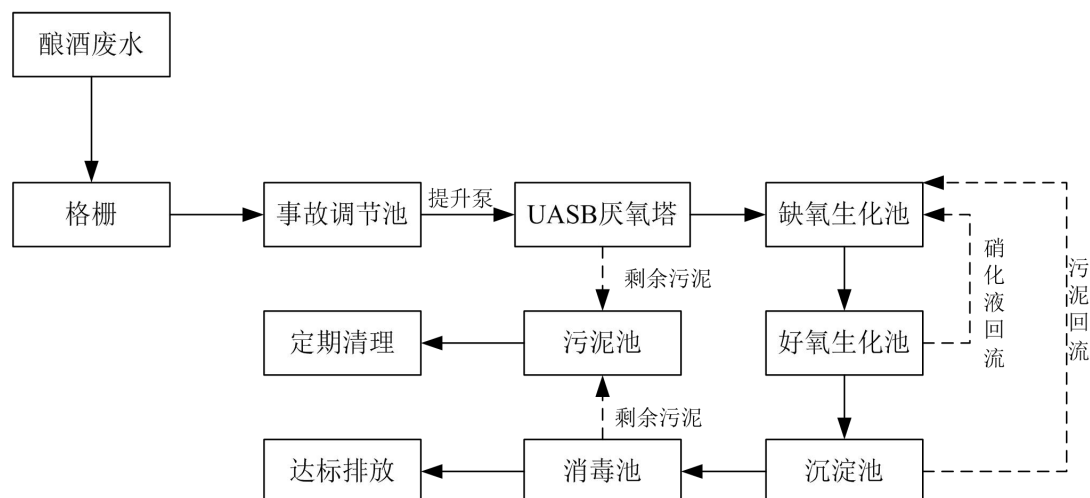 酿酒废水
格栅
事故调节池
提升泵
UASB厌氧塔
缺氧生化池
剩余污泥
硝化液回流
污泥回流
定期清理
污泥池
好氧生化池
剩余污泥
达标排放
消毒池
沉淀池